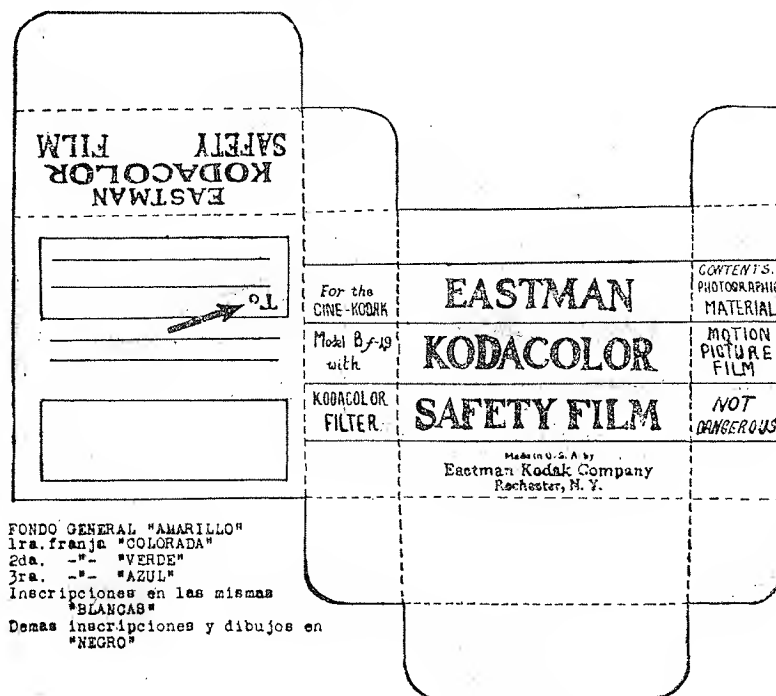 EASTMAN
KODACOLOR
SAFETY FILM
To
For the
CINE-KODAK
Model B f-1.9
with
KODACOLOR
FILTER
EASTMAN
KODACOLOR
SAFETY FILM
Made in U.S.A. by
Eastman Kodak Company
Rochester, N. Y.
CONTENTS.
PHOTOGRAPHIC
MATERIAL
MOTION
PICTURE
FILM
NOT
DANGEROUS
FONDO GENERAL "AMARILLO"
1ra. franja "COLORADA"
2da. -"- "VERDE"
3ra. -"- "AZUL"
Inscripciones en las mismas
"BLANCAS"
Demas inscripciones y dibujos en
"NEGRO"